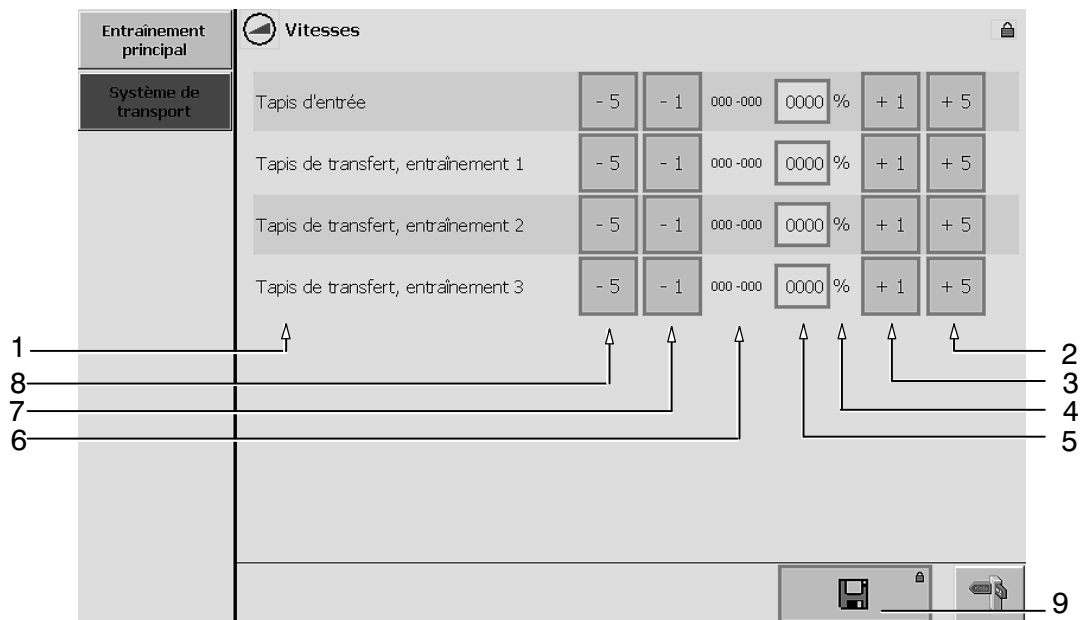 Entraînement
principal
Vitesses
Système de
transport
Tapis d'entrée - 5 - 1 000 -000 0000 % + 1 + 5
Tapis de transfert, entraînement 1 - 5 - 1 000 -000 0000 % + 1 + 5
Tapis de transfert, entraînement 2 - 5 - 1 000 -000 0000 % + 1 + 5
Tapis de transfert, entraînement 3 - 5 - 1 000 -000 0000 % + 1 + 5
1 2
8 3
7 4
6 5
9